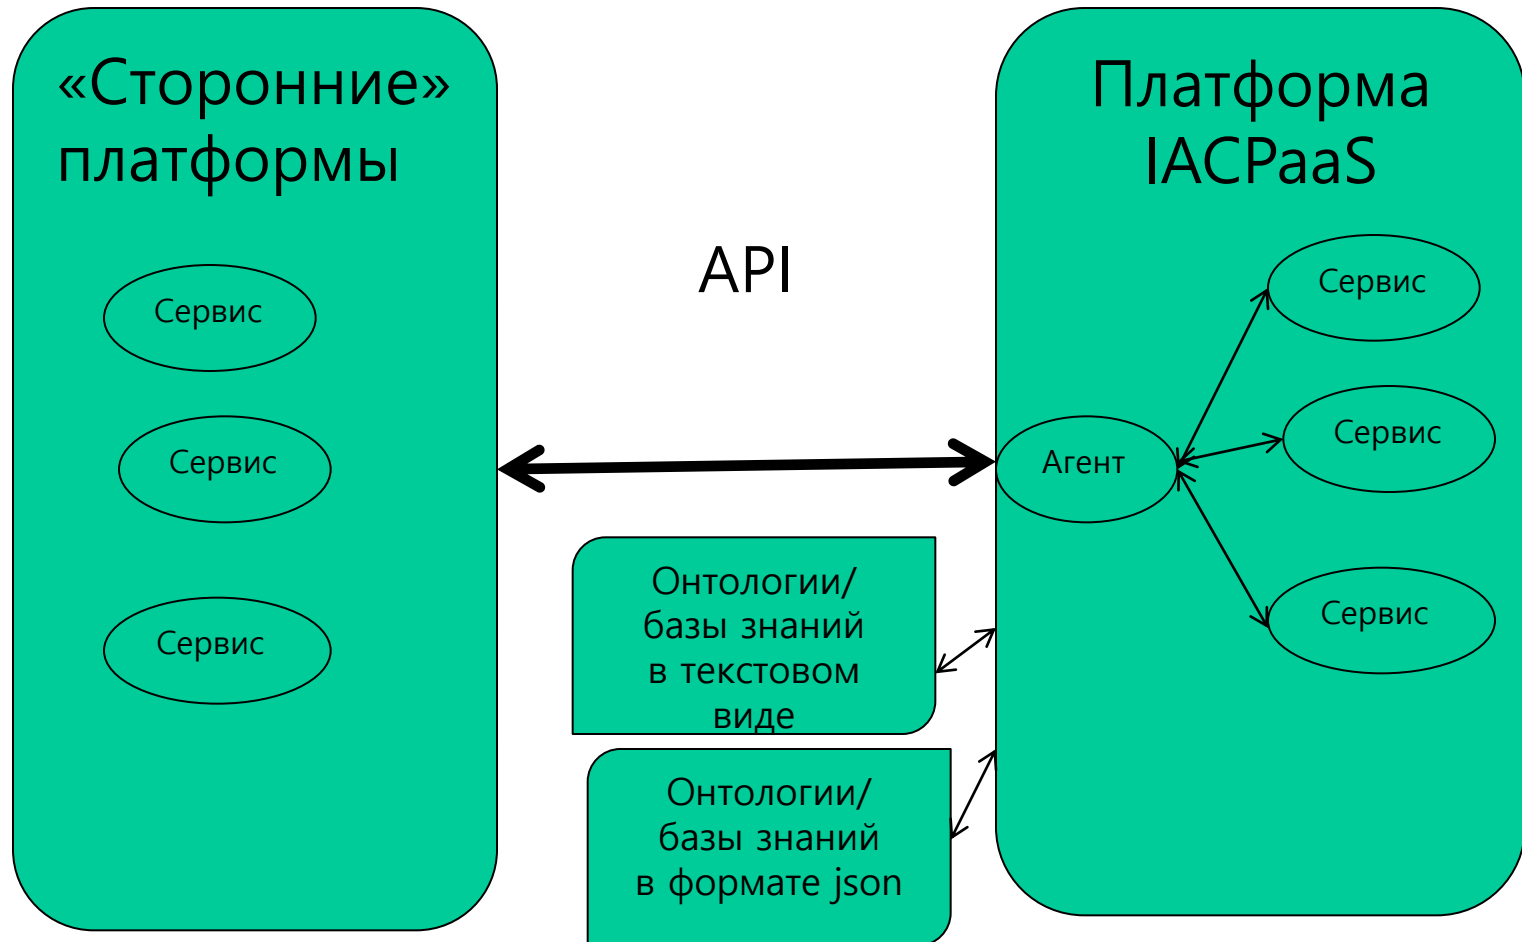 «Сторонние»
платформы
Сервис
Сервис
Сервис
API
Онтологии/
базы знаний
в текстовом
виде
Онтологии/
базы знаний
в формате json
Платформа
IACPaaS
Агент
Сервис
Сервис
Сервис